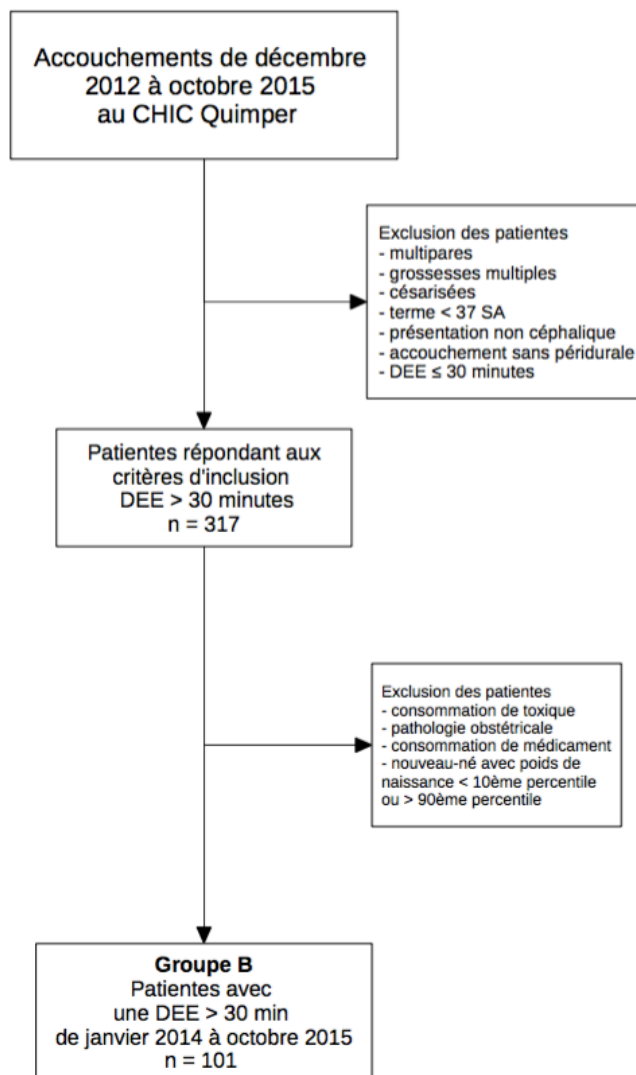 Accouchements de décembre
2012 à octobre 2015
au CHIC Quimper
Exclusion des patientes
- multipares
- grossesses multiples
- césarisées
- terme < 37 SA
- présentation non céphalique
- accouchement sans péridurale
- DEE ≤ 30 minutes
Patientes répondant aux
critères d'inclusion
DEE > 30 minutes
n = 317
Exclusion des patientes
- consommation de toxique
- pathologie obstétricale
- consommation de médicament
- nouveau-né avec poids de
naissance < 10ème percentile
ou > 90ème percentile
Groupe B
Patientes avec
une DEE > 30 min
de janvier 2014 à octobre 2015
n = 101